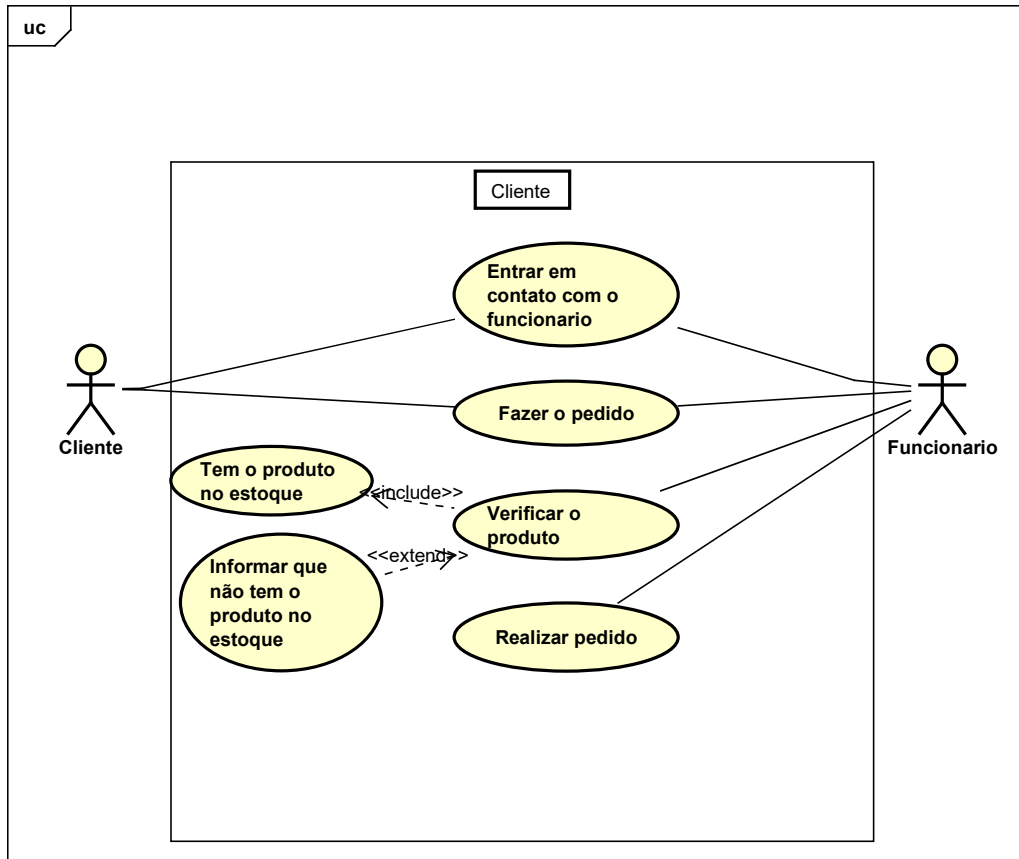 uc
Cliente
Entrar em
contato com o
funcionario
Fazer o pedido
Cliente
Funcionario
Tem o produto
no estoque
<<include>>
Verificar o
produto
<<extend>>
Informar que
não tem o
produto no
estoque
Realizar pedido